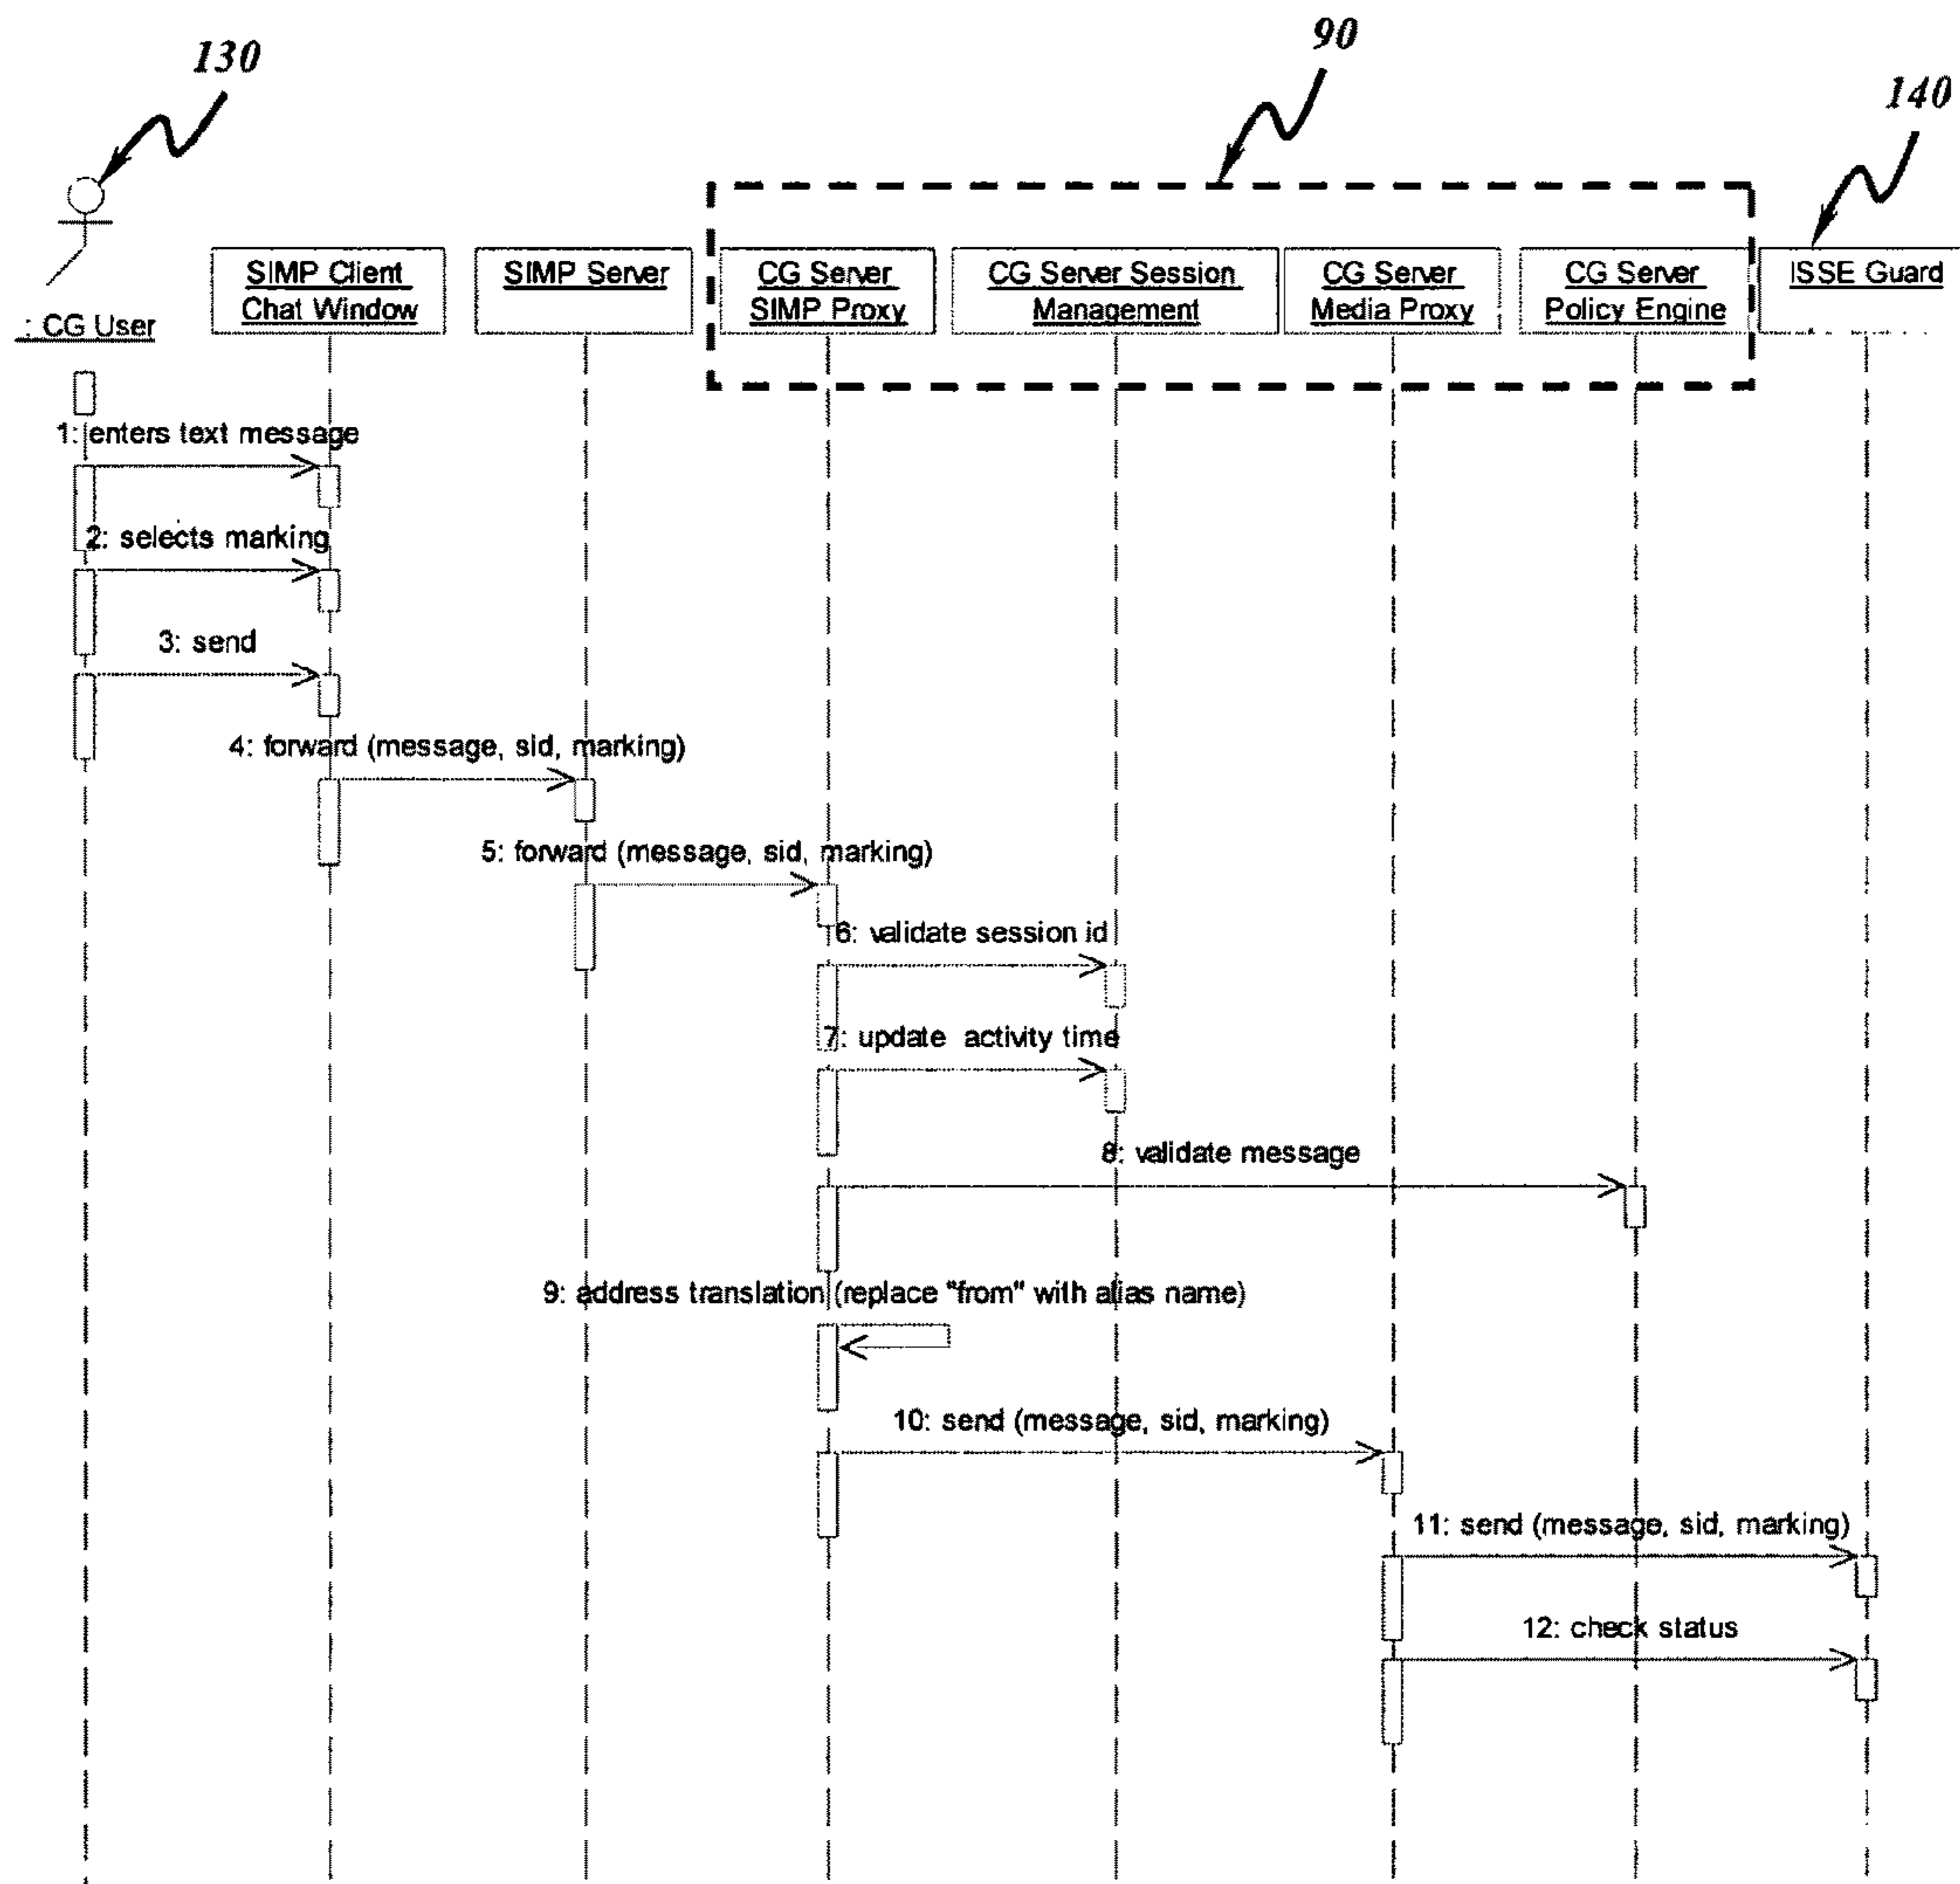 130
90
140
SIMP Client
Chat Window
SIMP Server
CG Server
SIMP Proxy
CG Server Session
Management
CG Server
Media Proxy
CG Server
Policy Engine
ISSE Guard
: CG User
1: enters text message
2: selects marking
3: send
4: forward (message, sid, marking)
5: forward (message, sid, marking)
6: validate session id
7: update activity time
8: validate message
9: address translation (replace "from" with alias name)
10: send (message, sid, marking)
11: send (message, sid, marking)
12: check status